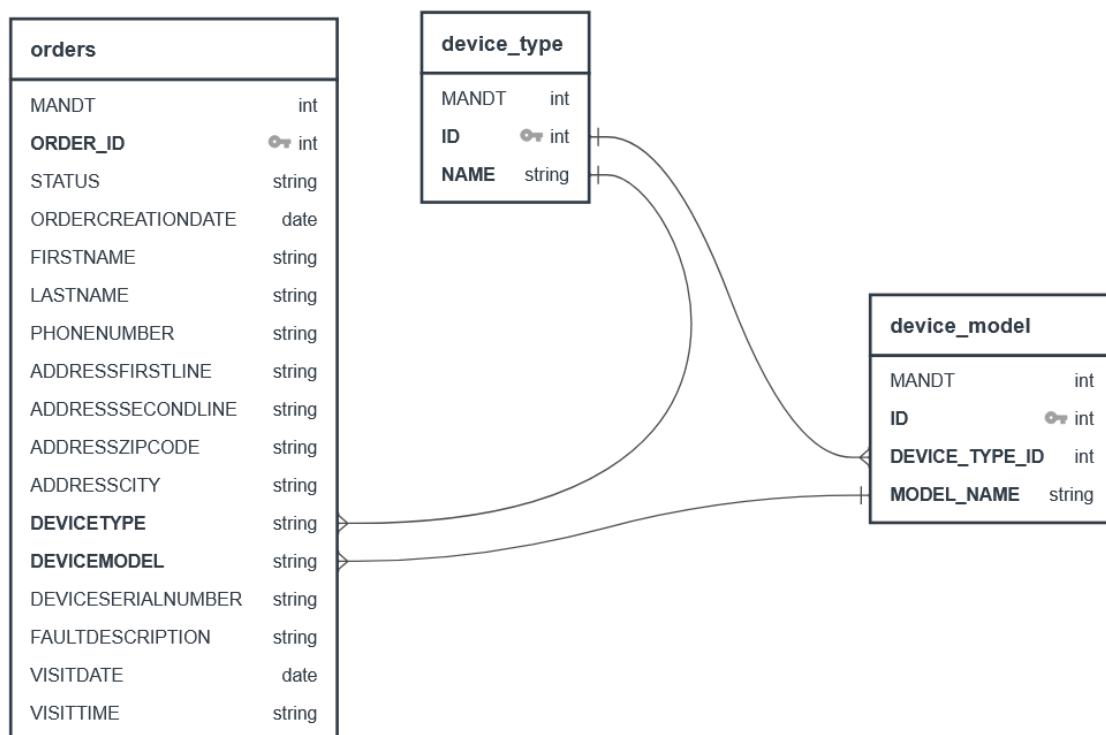 orders
MANDT int
ORDER_ID int
STATUS string
ORDERCREATIONDATE date
FIRSTNAME string
LASTNAME string
PHONENUMBER string
ADDRESSFIRSTLINE string
ADDRESSSECONDLINE string
ADDRESSZIPCODE string
ADDRESSCITY string
DEVICETYPE string
DEVICEMODEL string
DEVICESERIALNUMBER string
FAULTDESCRIPTION string
VISITDATE date
VISITTIME string
device_type
MANDT int
ID int
NAME string
device_model
MANDT int
ID int
DEVICE_TYPE_ID int
MODEL_NAME string